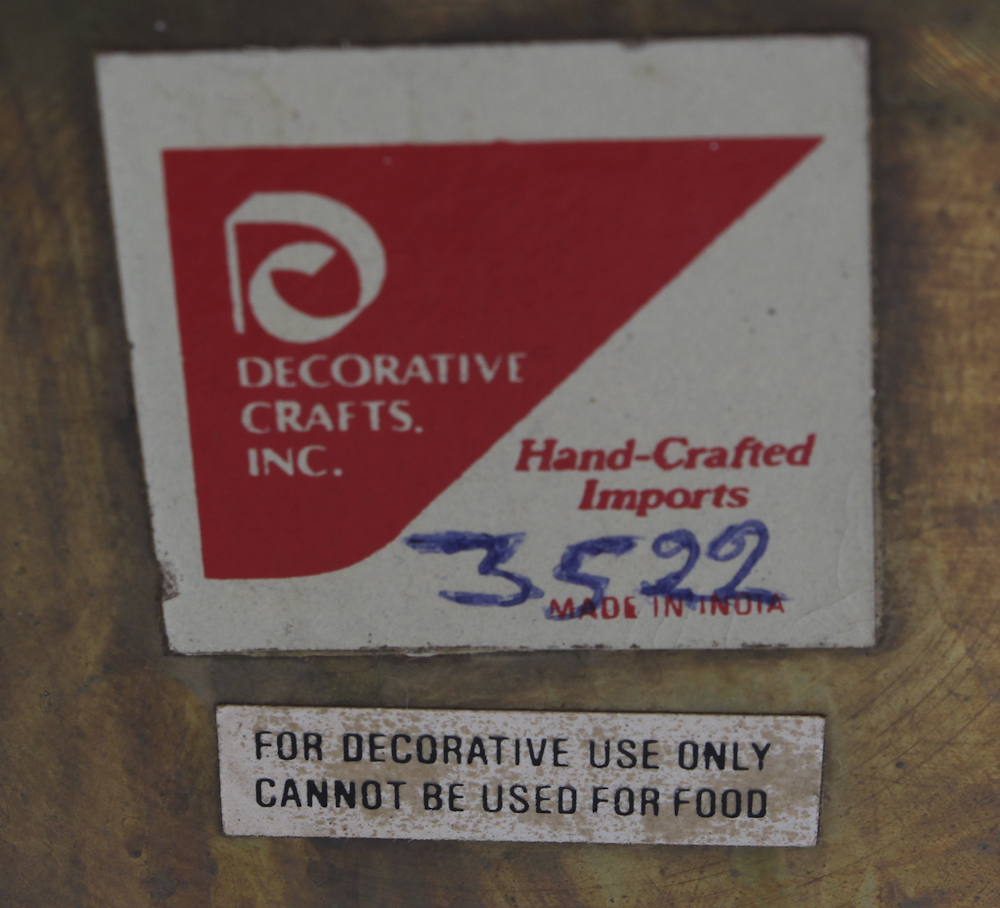 DECORATIVE
CRAFTS.
INC.
Hand-Crafted
Imports
3522
MADE IN INDIA
FOR DECORATIVE USE ONLY
CANNOT BE USED FOR FOOD